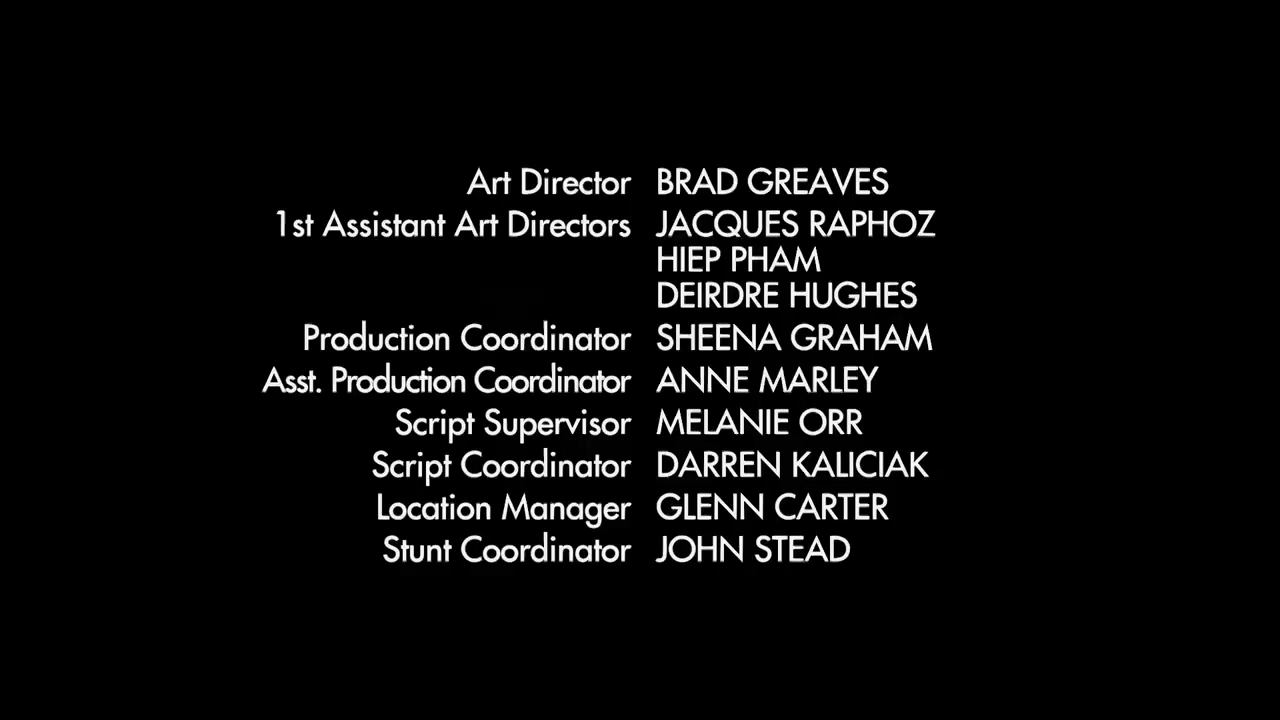 Art Director BRAD GREAVES
1st Assistant Art Directors JACQUES RAPHOZ
HIEP PHAM
DEIRDRE HUGHES
Production Coordinator SHEENA GRAHAM
Asst. Production Coordinator ANNE MARLEY
Script Supervisor MELANIE ORR
Script Coordinator DARREN KALICIAK
Location Manager GLENN CARTER
Stunt Coordinator JOHN STEAD